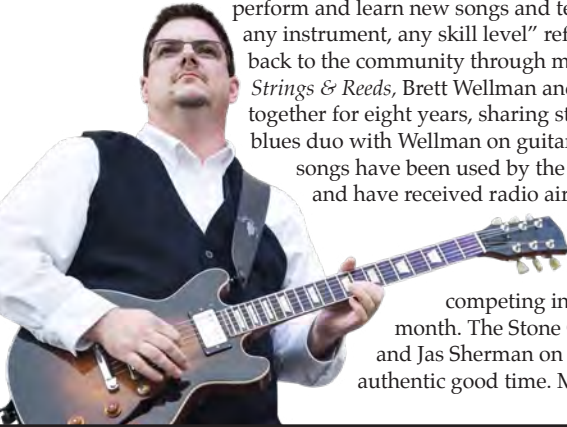 perform and learn new songs and te
any instrument, any skill level” ref
back to the community through m
Strings & Reeds, Brett Wellman and
together for eight years, sharing st
blues duo with Wellman on guitar
songs have been used by the
and have received radio air
competing in
month. The Stone
and Jas Sherman on
authentic good time. M